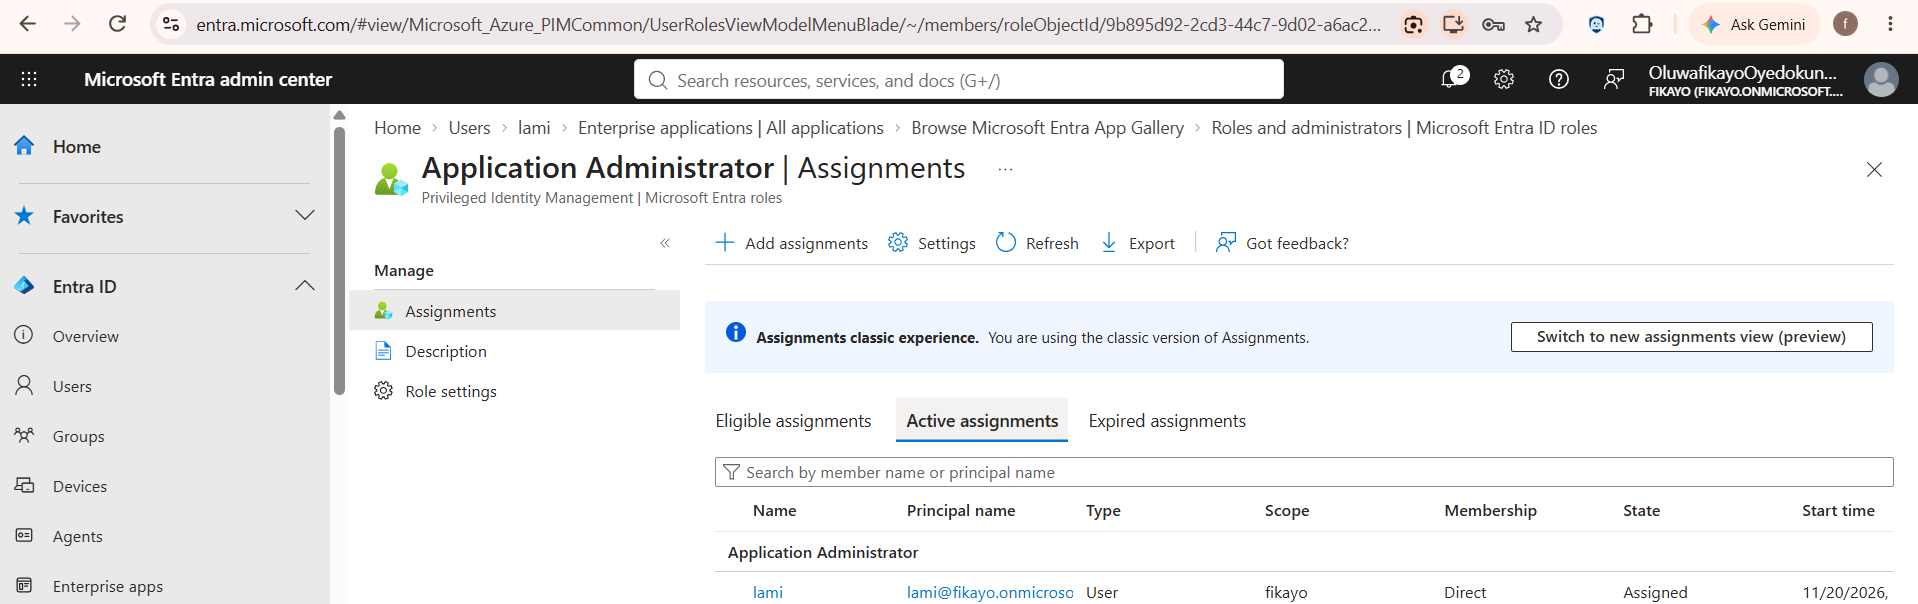 entra.microsoft.com/#view/Microsoft_Azure_PIMCommon/UserRolesViewModelMenuBlade/~/members/roleObjectId/9b895d92-2cd3-44c7-9d02-a6ac2...
Ask Gemini
f
Microsoft Entra admin center
Search resources, services, and docs (G+/)
2
OluwafikayoOyedokun...
FIKAYO (FIKAYO.ONMICROSOFT....
Home
Favorites
Entra ID
Overview
Users
Groups
Devices
Agents
Enterprise apps
Home > Users > lami > Enterprise applications | All applications > Browse Microsoft Entra App Gallery > Roles and administrators | Microsoft Entra ID roles
Application Administrator | Assignments ...
Privileged Identity Management | Microsoft Entra roles
Manage
Assignments
Description
Role settings
Add assignments Settings Refresh Export Got feedback?
Assignments classic experience. You are using the classic version of Assignments.
Switch to new assignments view (preview)
Eligible assignments Active assignments Expired assignments
Search by member name or principal name
Name Principal name Type Scope Membership State Start time
Application Administrator
lami lami@fikayo.onmicroso User fikayo Direct Assigned 11/20/2026,